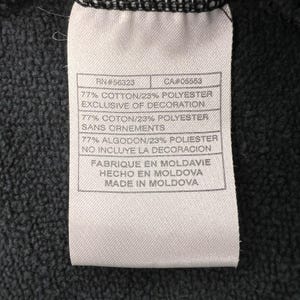 RN#56323 CA#05553
77% COTTON/23% POLYESTER
EXCLUSIVE OF DECORATION
77% COTON/23% POLYESTER
SANS ORNEMENTS
77% ALGODON/23% POLIESTER
NO INCLUYE LA DECORACION
FABRIQUE EN MOLDAVIE
HECHO EN MOLDOVA
MADE IN MOLDOVA